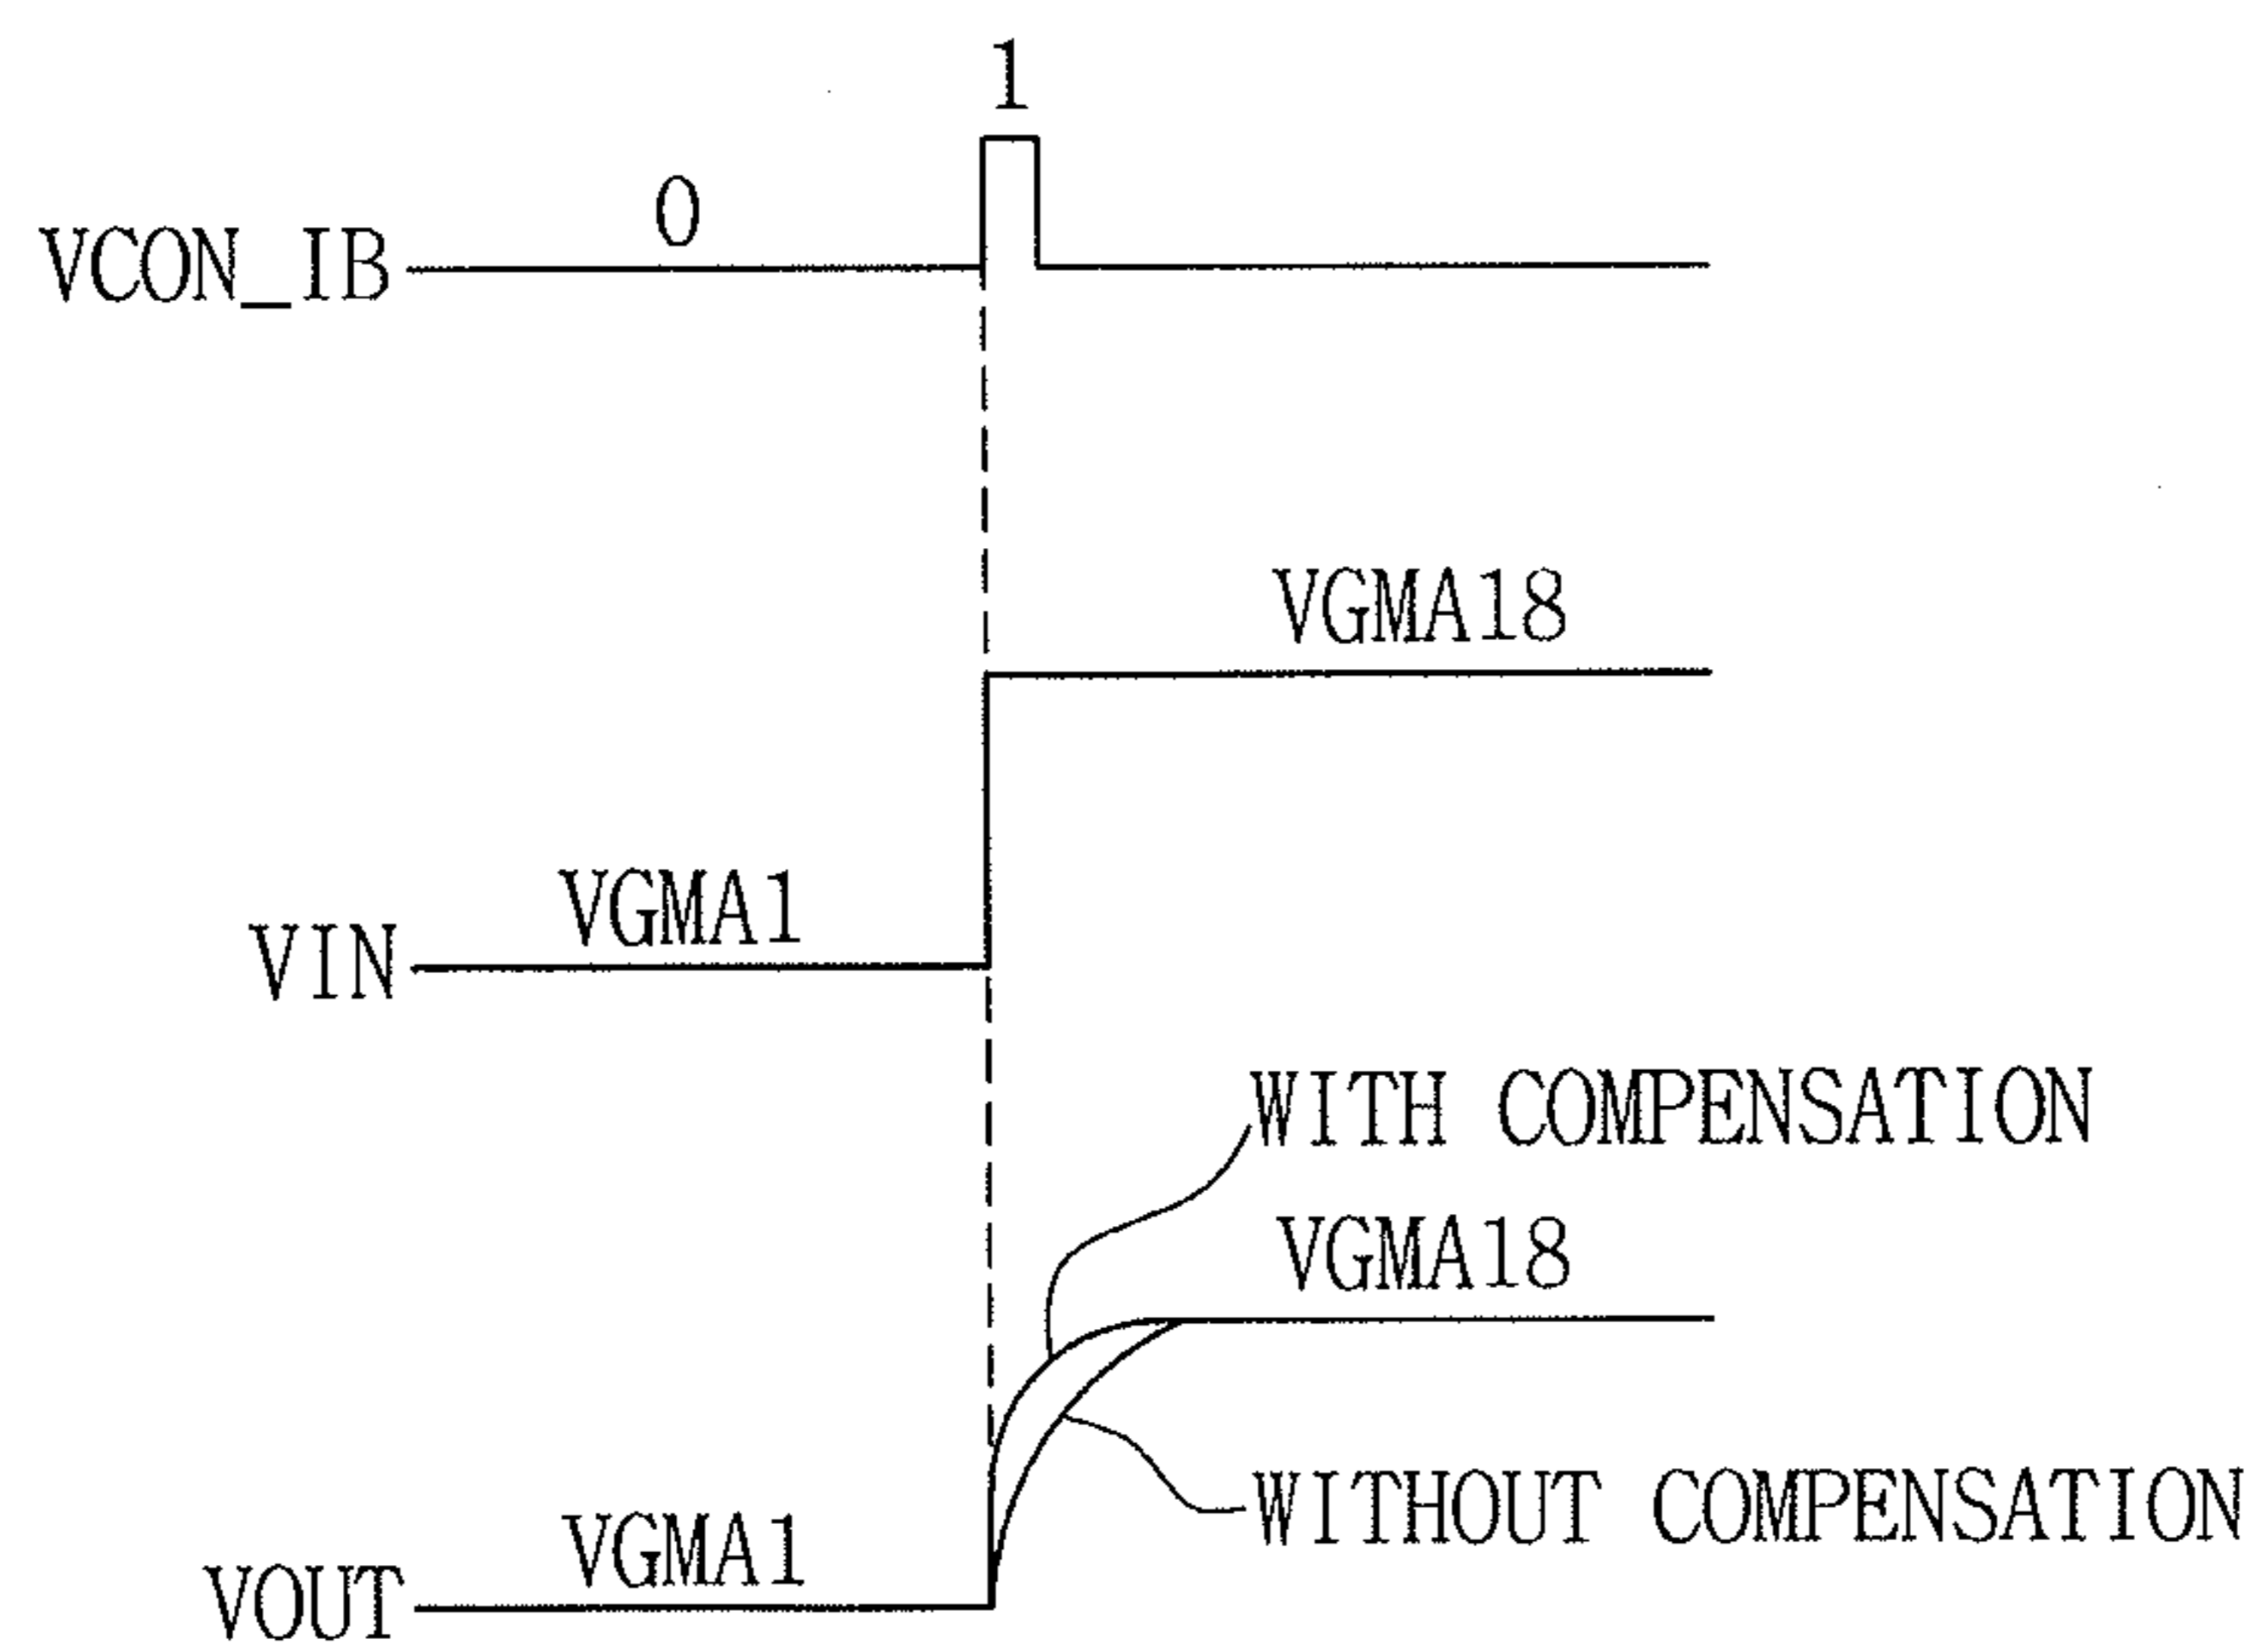 1
0
VCON_IB
VGMA18
VGMA1
VIN
WITH COMPENSATION
VGMA18
WITHOUT COMPENSATION
VGMA1
VOUT